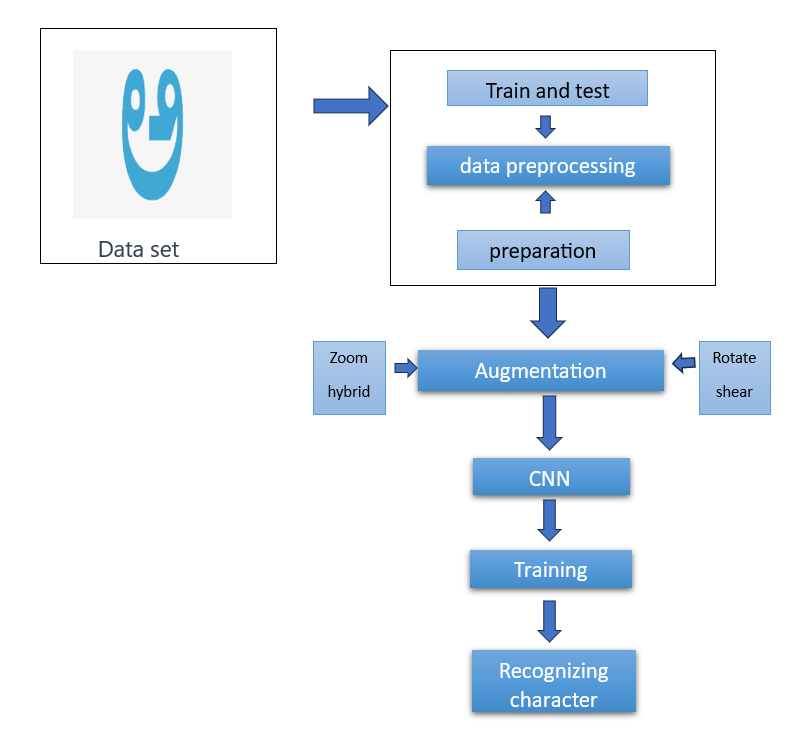 Data set
Train and test
data preprocessing
preparation
Zoom
hybrid
Augmentation
Rotate
shear
CNN
Training
Recognizing
character